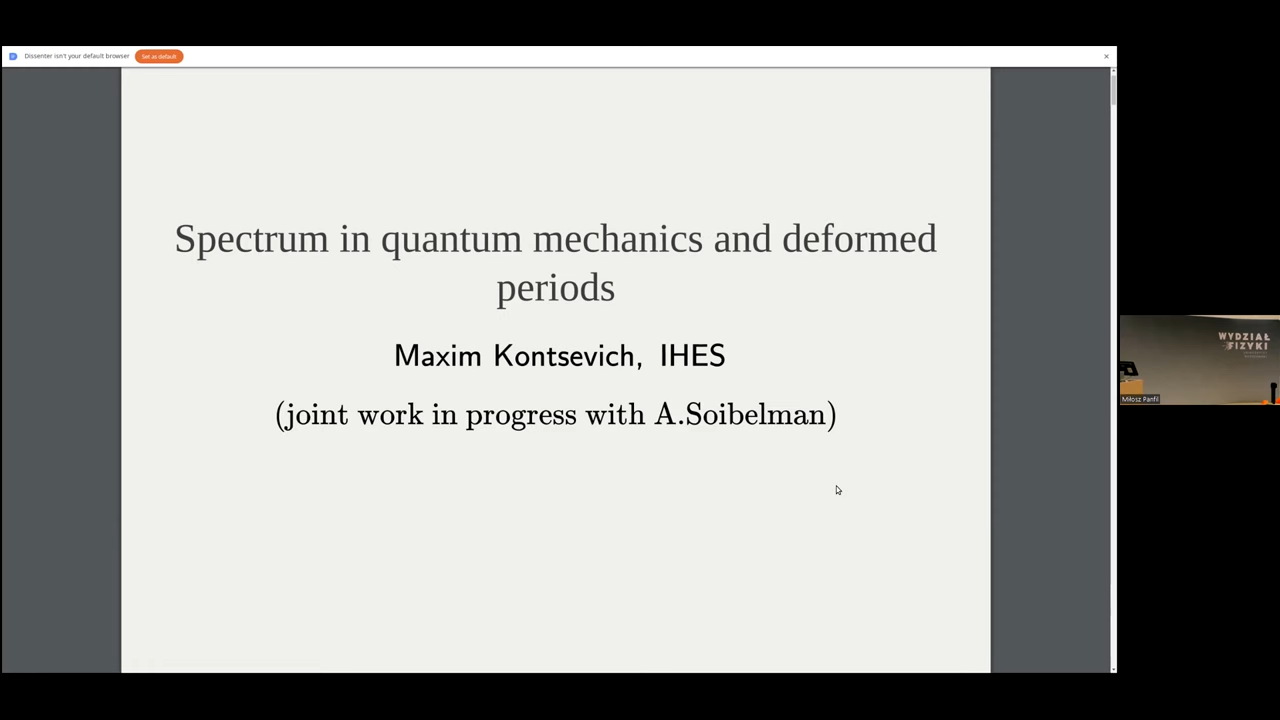 Dissenter isn't your default browser
Set as default
Spectrum in quantum mechanics and deformed
periods
Maxim Kontsevich, IHES
(joint work in progress with A.Soibelman)
WYDZIAŁ
FIZYKI
Miłosz Panfil